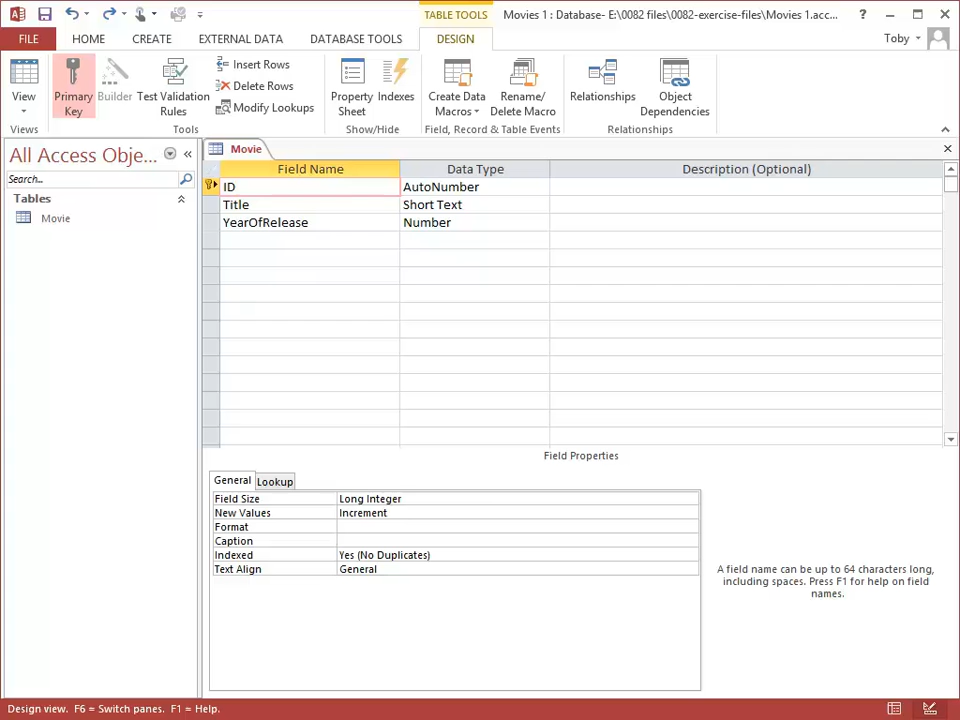 TABLE TOOLS
Movies 1 : Database- E:\0082 files\0082-exercise-files\Movies 1.acc...
?
FILE
HOME
CREATE
EXTERNAL DATA
DATABASE TOOLS
DESIGN
Toby
View
Primary
Key
Builder
Test Validation
Rules
Insert Rows
Delete Rows
Modify Lookups
Property
Sheet
Indexes
Create Data
Macros
Rename/
Delete Macro
Relationships
Object
Dependencies
Views
Tools
Show/Hide
Field, Record & Table Events
Relationships
All Access Obje...
Search...
Tables
Movie
Movie
Field Name
Data Type
Description (Optional)
ID
AutoNumber
Title
Short Text
YearOfRelease
Number
Field Properties
General
Lookup
Field Size
Long Integer
New Values
Increment
Format
Caption
Indexed
Yes (No Duplicates)
Text Align
General
A field name can be up to 64 characters long,
including spaces. Press F1 for help on field
names.
Design view.  F6 = Switch panes.  F1 = Help.